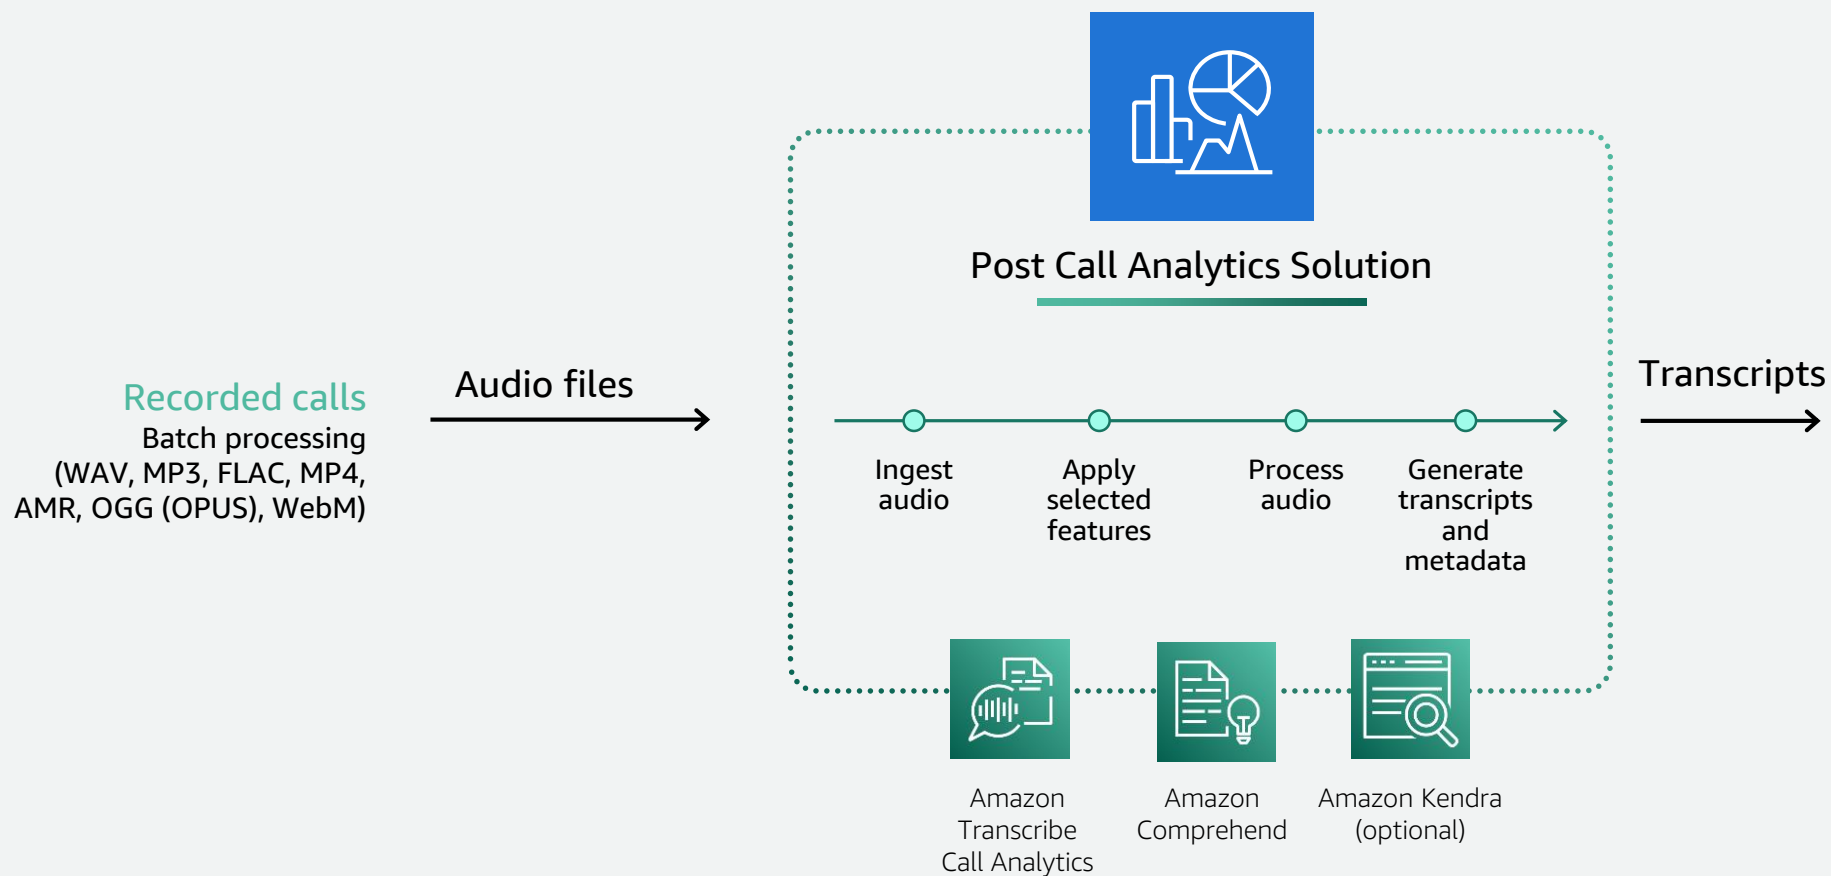 Post Call Analytics Solution
Recorded calls
Batch processing
(WAV, MP3, FLAC, MP4,
AMR, OGG (OPUS), WebM)
Audio files
Ingest
audio
Apply
selected
features
Process
audio
Generate
transcripts
and
metadata
Transcripts
Amazon
Transcribe
Call Analytics
Amazon
Comprehend
Amazon Kendra
(optional)